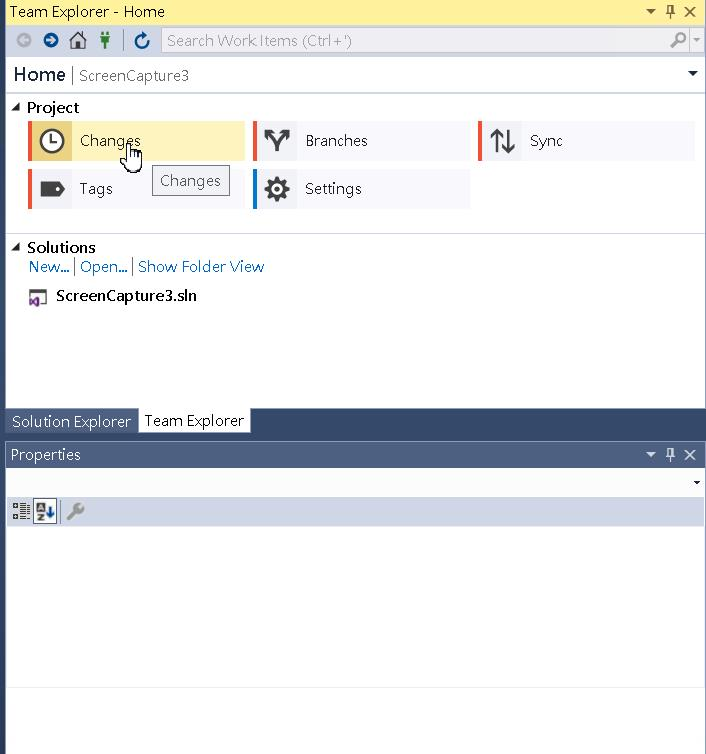 Team Explorer - Home
Search Work Items (Ctrl+')
Home | ScreenCapture3
Project
Changes
Branches
Sync
Tags
Changes
Settings
Solutions
New... | Open... | Show Folder View
ScreenCapture3.sln
Solution Explorer
Team Explorer
Properties